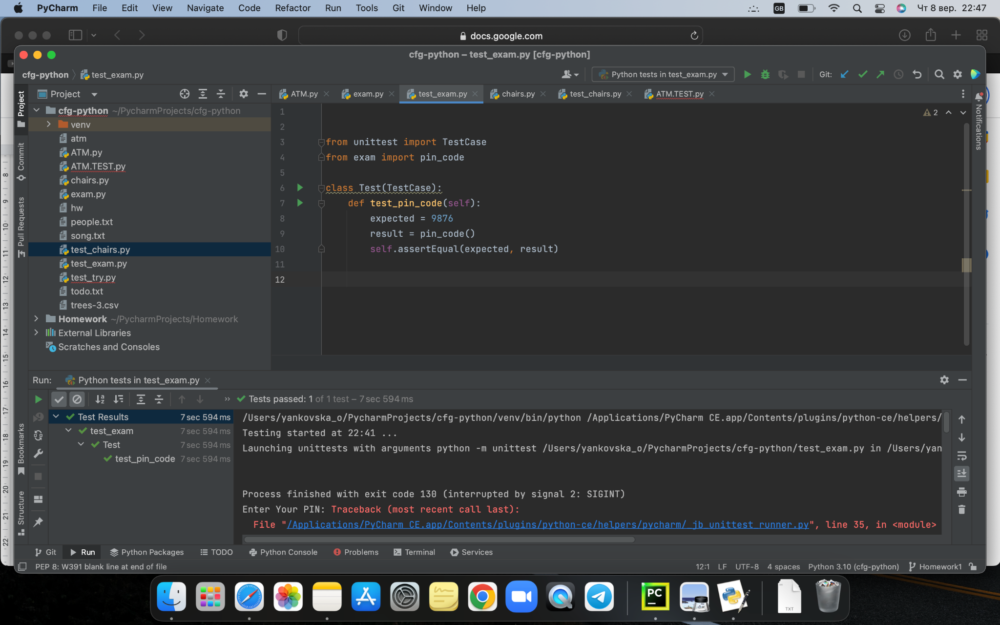 PyCharm File Edit View Navigate Code Refactor Run Tools Git Window Help GB Чт 8 вер. 22:47
docs.google.com
cfg-python – test_exam.py [cfg-python]
cfg-python test_exam.py Python tests in test_exam.py Git:
Project
ATM.py exam.py test_exam.py chairs.py test_chairs.py ATM.TEST.py
Project
Commit
Pull Requests
Bookmarks
Structure
Notifications
cfg-python ~/PycharmProjects/cfg-python
venv
atm
ATM.py
ATM.TEST.py
chairs.py
exam.py
hw
people.txt
song.txt
test_chairs.py
test_exam.py
test_try.py
todo.txt
trees-3.csv
Homework ~/PycharmProjects/Homework
External Libraries
Scratches and Consoles
2
1
2
3 from unittest import TestCase
4 from exam import pin_code
5
6 class Test(TestCase):
7 def test_pin_code(self):
8 expected = 9876
9 result = pin_code()
10 self.assertEqual(expected, result)
11
12
8
9
10
11
12
13
14
15
16
17
18
19
20
21
22
Run: Python tests in test_exam.py
Tests passed: 1 of 1 test – 7 sec 594 ms
Test Results 7 sec 594 ms
test_exam 7 sec 594 ms
Test 7 sec 594 ms
test_pin_code 7 sec 594 ms
/Users/yankovska_o/PycharmProjects/cfg-python/venv/bin/python /Applications/PyCharm CE.app/Contents/plugins/python-ce/helpers/
Testing started at 22:41 ...
Launching unittests with arguments python -m unittest /Users/yankovska_o/PycharmProjects/cfg-python/test_exam.py in /Users/yan
Process finished with exit code 130 (interrupted by signal 2: SIGINT)
Enter Your PIN: Traceback (most recent call last):
File "/Applications/PyCharm CE.app/Contents/plugins/python-ce/helpers/pycharm/_jb_unittest_runner.py", line 35, in <module>
Git Run Python Packages TODO Python Console Problems Terminal Services
PEP 8: W391 blank line at end of file 12:1 LF UTF-8 4 spaces Python 3.10 (cfg-python) Homework1
PC
TXT